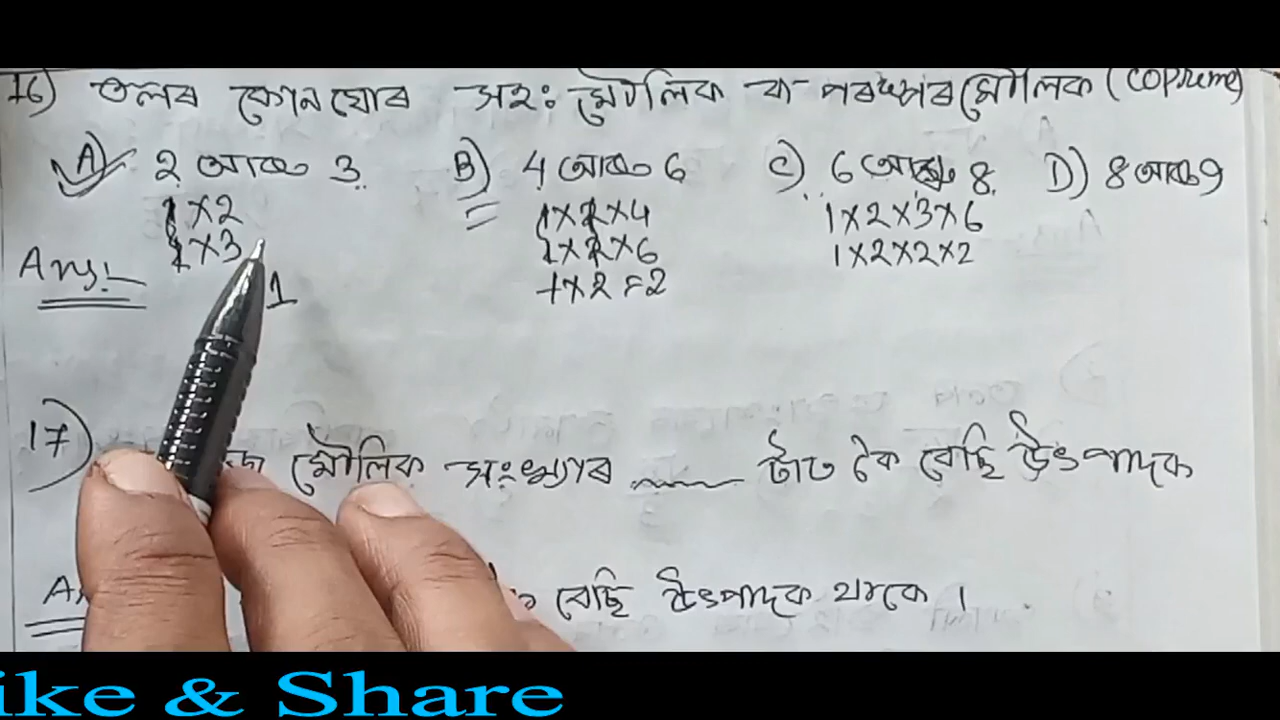 16) তলৰ কোন যোৰ সহঃ মৌলিক বা পৰস্পৰ মৌলিক (coprime)
A) 2 আৰু 3 B) 4 আৰু 6 C) 6 আৰু 8 D) 8 আৰু 9
1×2 1×2×4 1×2×3×6
1×3 1×2×6 1×2×2×2
Ans:- 1 1×2=2
17) মৌলিক সংখ্যাৰ ____ টাত টকৈ বেছি উৎপাদক
বেছি উৎপাদক থাকে।
ike & Share